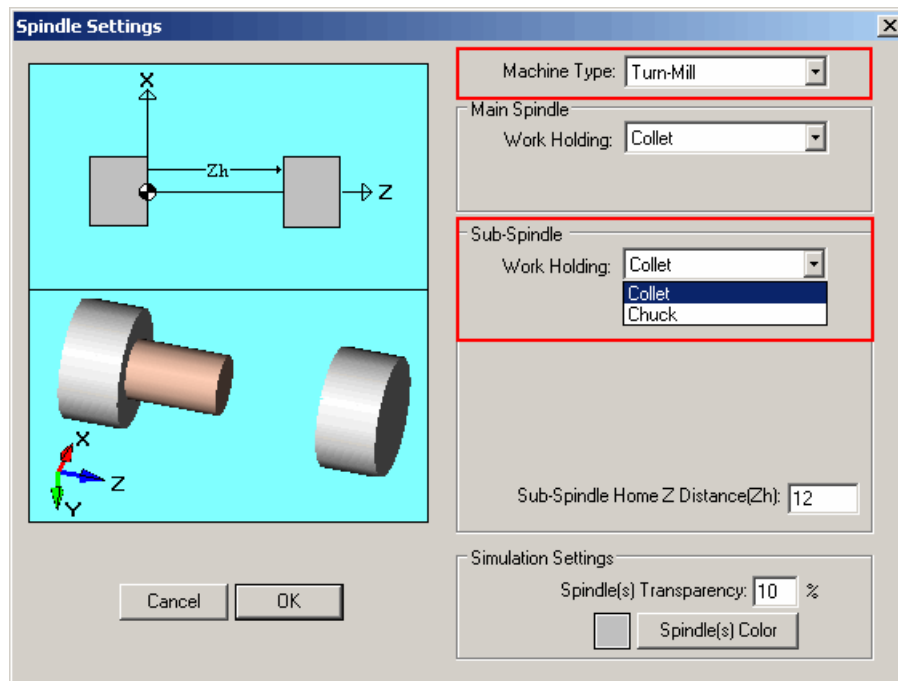 Spindle Settings
X
Zh
Z
X
Z
Y
Cancel
OK
Machine Type: Turn-Mill
Main Spindle
Work Holding: Collet
Sub-Spindle
Work Holding: Collet
Collet
Chuck
Sub-Spindle Home Z Distance(Zh): 12
Simulation Settings
Spindle(s) Transparency: 10 %
Spindle(s) Color